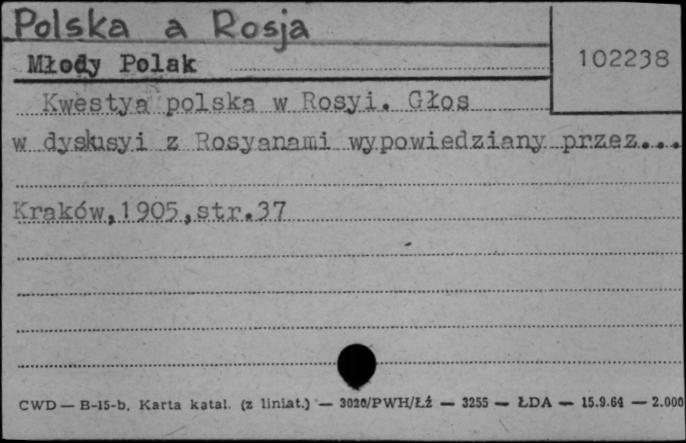 Polska a Rosja
102238
Młody Polak
Kwestya polska w Rosyi. Głos
w dyskusyi z Rosyanami wypowiedziany przez...
Kraków,1905,str.37
CWD — B-15-b, Karta katal. (z liniat.) — 3020/PWH/Łź — 3255 — ŁDA — 15.9.64 — 2.000